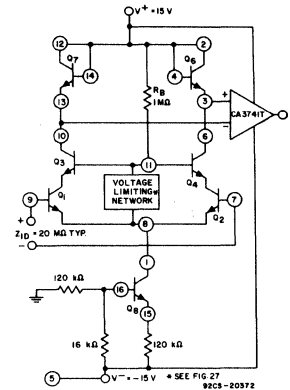 V+ = 15 V
12
2
Q7
14
4
Q6
13
RB
1MΩ
3
+
CA3741T
10
6
−
Q3
11
Q4
9
Q1
VOLTAGE
LIMITING*
NETWORK
7
Q2
+
ZID = 20 MΩ TYP.
−
8
1
120 kΩ
16
Q8
15
16 kΩ
120 kΩ
5
V− = −15 V
* SEE FIG. 27
92CS-20372